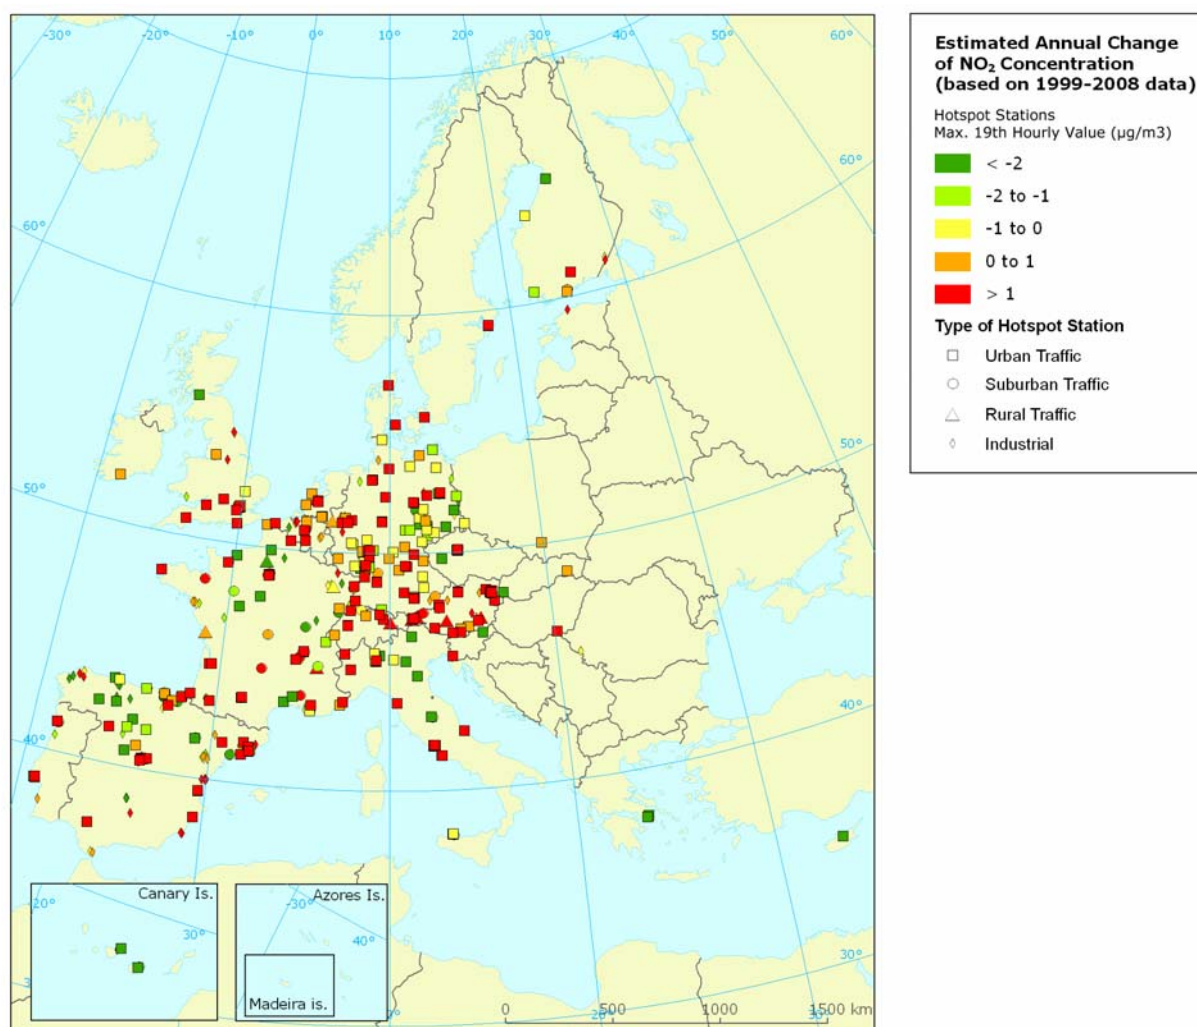 -30° -20° -10° 0° 10° 20° 30° 40° 50° 60°
60°
60°
50°
50°
40°
40°
30°
Canary Is.
-20°
30°
Azores Is.
-30°
40°
Madeira is.
0 500 1000 1500 km
Estimated Annual Change
of NO₂ Concentration
(based on 1999-2008 data)
Hotspot Stations
Max. 19th Hourly Value (µg/m3)
< -2
-2 to -1
-1 to 0
0 to 1
> 1
Type of Hotspot Station
Urban Traffic
Suburban Traffic
Rural Traffic
Industrial